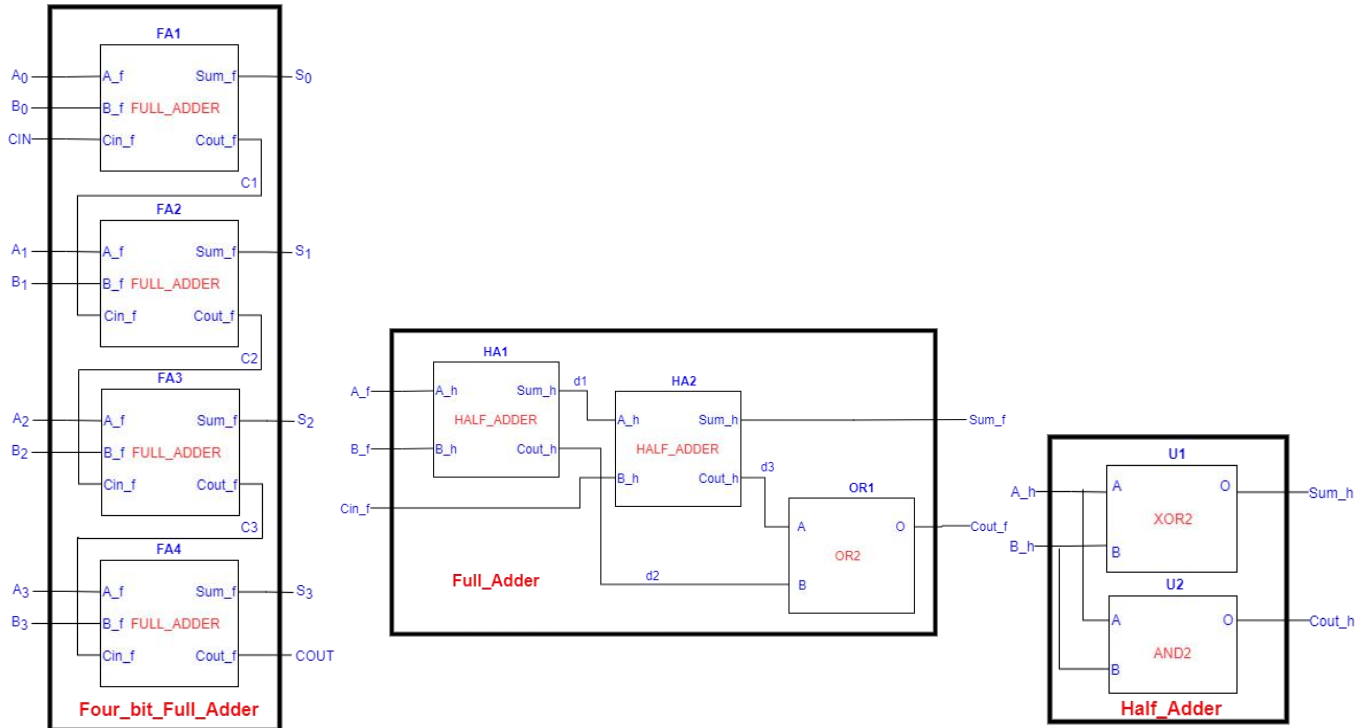 FA1
A0 A_f Sum_f S0
B0 B_f FULL_ADDER
CIN Cin_f Cout_f
C1
FA2
A1 A_f Sum_f S1
B1 B_f FULL_ADDER
Cin_f Cout_f
C2
FA3
A2 A_f Sum_f S2
B2 B_f FULL_ADDER
Cin_f Cout_f
C3
FA4
A3 A_f Sum_f S3
B3 B_f FULL_ADDER
Cin_f Cout_f COUT
Four_bit_Full_Adder
HA1
A_f A_h Sum_h d1
HALF_ADDER
B_f B_h Cout_h
HA2
A_h Sum_h Sum_f
HALF_ADDER
Cin_f B_h Cout_h d3
OR1
A O Cout_f
OR2
d2 B
Full_Adder
U1
A_h A O Sum_h
XOR2
B_h B
U2
A O Cout_h
AND2
B
Half_Adder